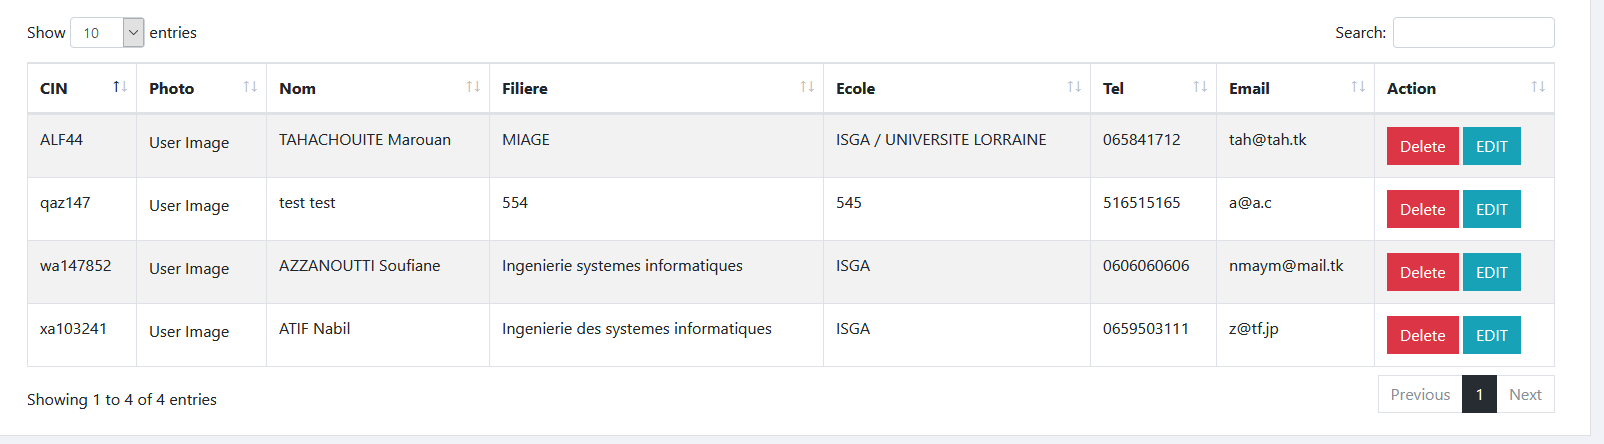 Show 10 entries Search:
CIN Photo Nom Filiere Ecole Tel Email Action
ALF44 User Image TAHACHOUITE Marouan MIAGE ISGA / UNIVERSITE LORRAINE 065841712 tah@tah.tk Delete EDIT
qaz147 User Image test test 554 545 516515165 a@a.c Delete EDIT
wa147852 User Image AZZANOUTTI Soufiane Ingenierie systemes informatiques ISGA 0606060606 nmaym@mail.tk Delete EDIT
xa103241 User Image ATIF Nabil Ingenierie des systemes informatiques ISGA 0659503111 z@tf.jp Delete EDIT
Showing 1 to 4 of 4 entries Previous 1 Next